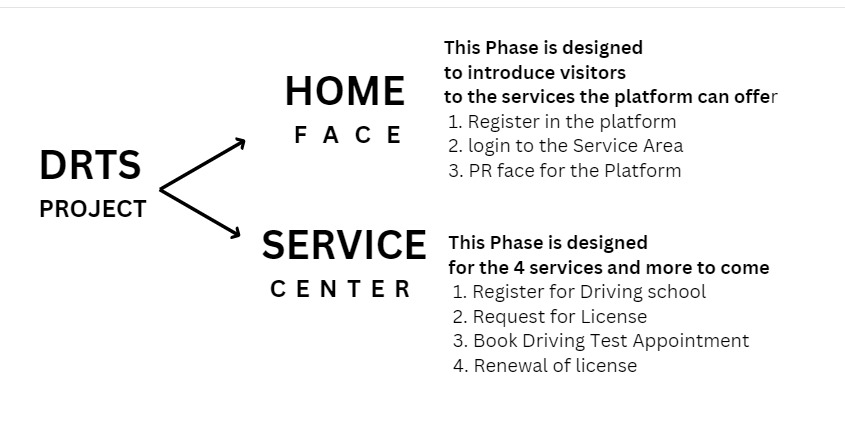 DRTS
PROJECT
HOME
FACE
This Phase is designed
to introduce visitors
to the services the platform can offer
1. Register in the platform
2. login to the Service Area
3. PR face for the Platform
SERVICE
CENTER
This Phase is designed
for the 4 services and more to come
1. Register for Driving school
2. Request for License
3. Book Driving Test Appointment
4. Renewal of license